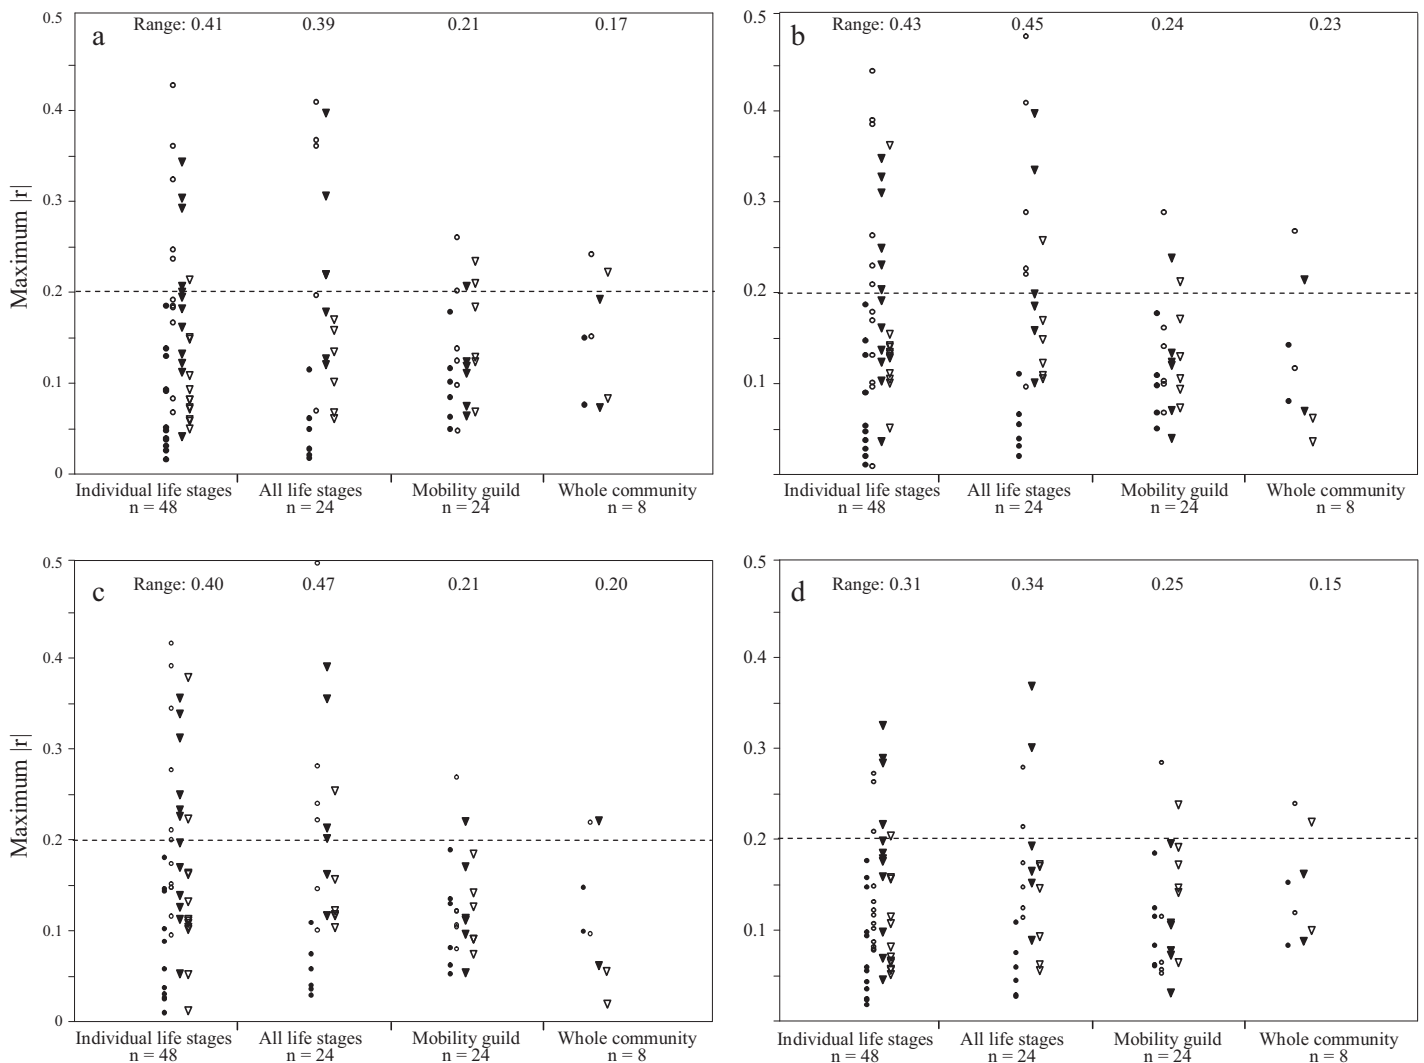 a
Range: 0.41 0.39 0.21 0.17
0.5
0.4
0.3
0.2
0.1
0
Maximum |r|
Individual life stages All life stages Mobility guild Whole community
n = 48 n = 24 n = 24 n = 8
b
Range: 0.43 0.45 0.24 0.23
0.5
0.4
0.3
0.2
0.1
Individual life stages All life stages Mobility guild Whole community
n = 48 n = 24 n = 24 n = 8
c
Range: 0.40 0.47 0.21 0.20
0.5
0.4
0.3
0.2
0.1
0
Maximum |r|
Individual life stages All life stages Mobility guild Whole community
n = 48 n = 24 n = 24 n = 8
d
Range: 0.31 0.34 0.25 0.15
0.5
0.4
0.3
0.2
0.1
Individual life stages All life stages Mobility guild Whole community
n = 48 n = 24 n = 24 n = 8